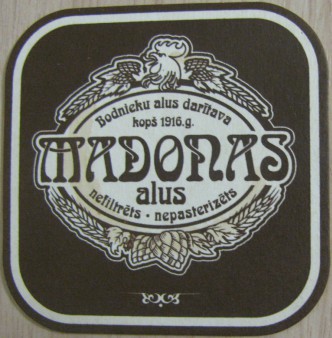 Bodnieku alus darītava
kopš 1916.g.
MADONAS
alus
nefiltrēts · nepasterizēts